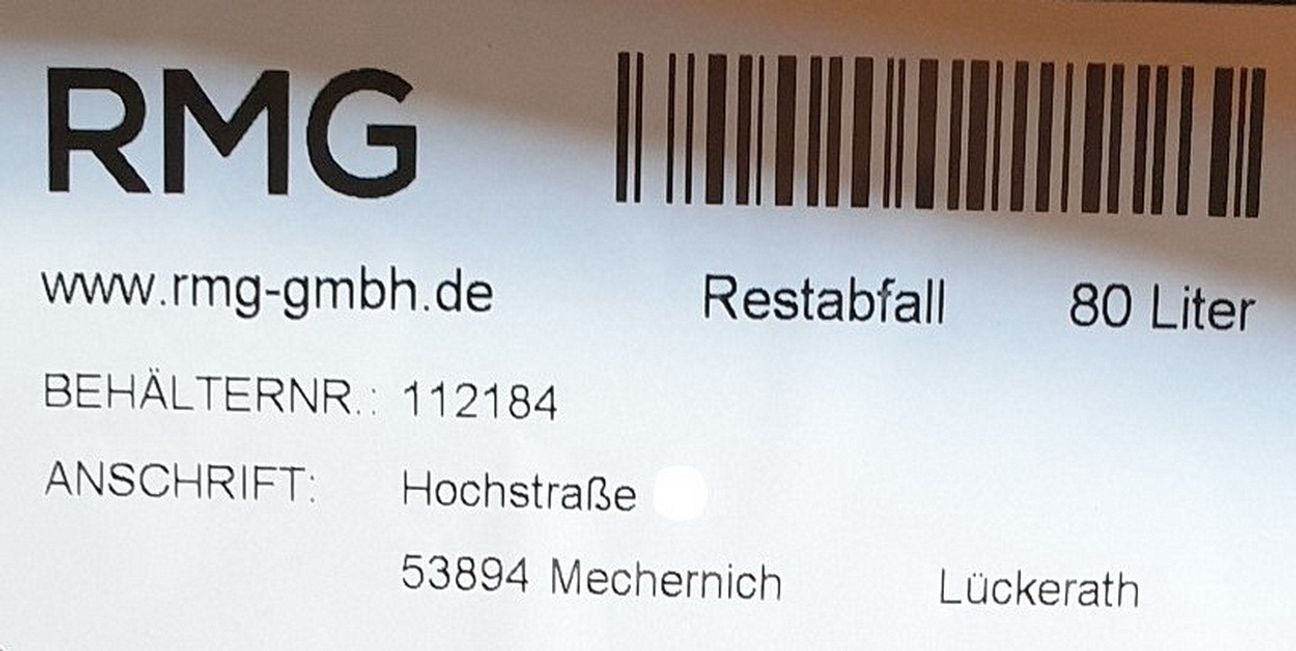 RMG
www.rmg-gmbh.de Restabfall 80 Liter
BEHÄLTERNR.: 112184
ANSCHRIFT: Hochstraße
53894 Mechernich Lückerath